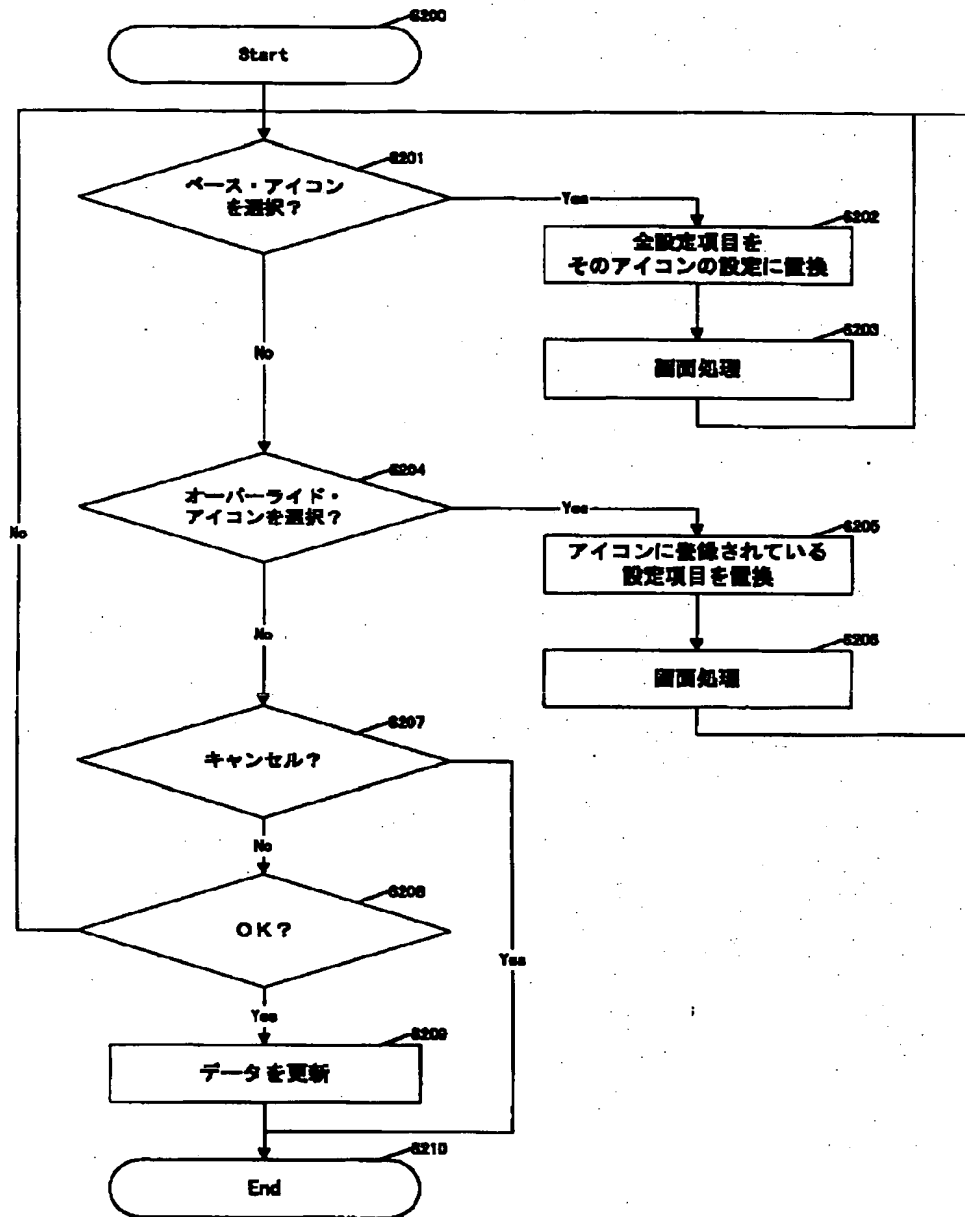 S200
Start
S201
ベース・アイコン
を選択?
Yes
S202
全設定項目を
そのアイコンの設定に置換
S203
画面処理
No
S204
オーバーライド・
アイコンを選択?
Yes
S205
アイコンに登録されている
設定項目を置換
No
S206
画面処理
No
S207
キャンセル?
No
S208
OK?
Yes
Yes
S209
データを更新
S210
End